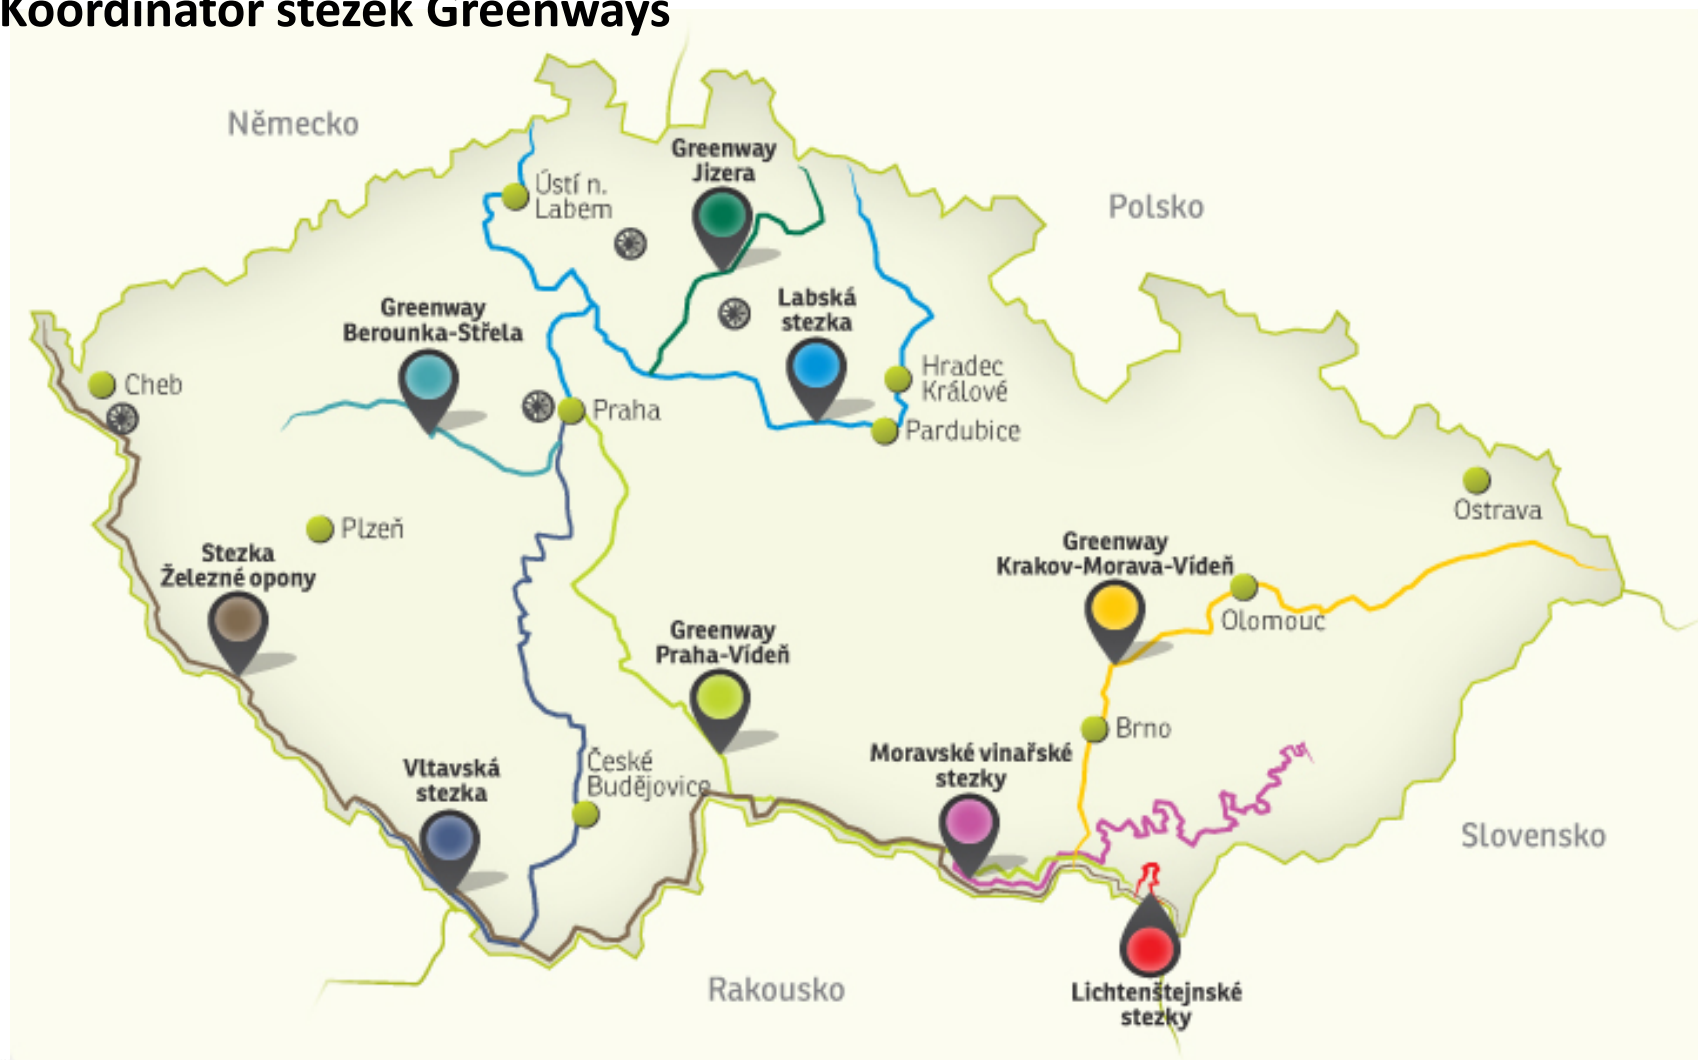 Koordinátor stezek Greenways
Německo
Greenway
Jizera
Ústí n.
Labem
Polsko
Greenway
Berounka-Střela
Labská
stezka
Cheb
Hradec
Králové
Praha
Pardubice
Plzeň
Ostrava
Stezka
Železné opony
Greenway
Krakov-Morava-Vídeň
Olomouc
Greenway
Praha-Vídeň
Brno
Moravské vinařské
stezky
Vltavská
stezka
České
Budějovice
Slovensko
Rakousko
Lichtenštejnské
stezky